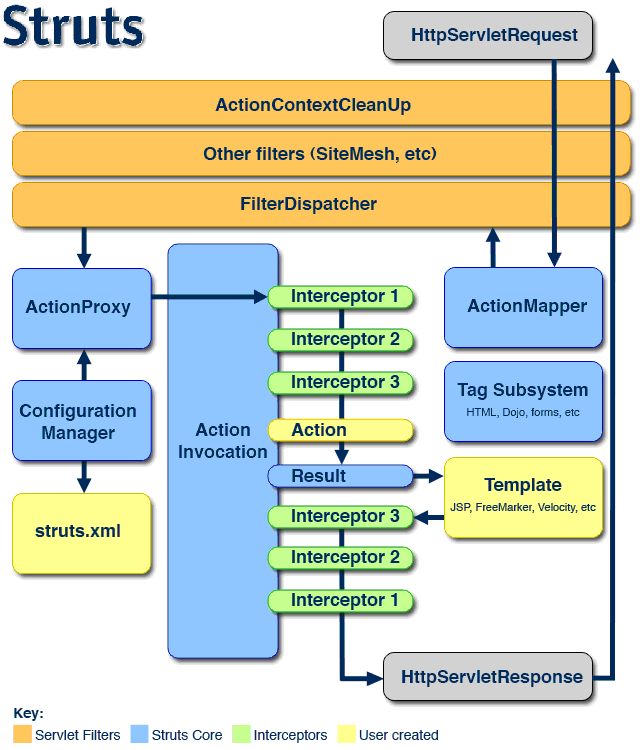 Struts
HttpServletRequest
ActionContextCleanUp
Other filters (SiteMesh, etc)
FilterDispatcher
ActionProxy
Interceptor 1
ActionMapper
Interceptor 2
Interceptor 3
Tag Subsystem
HTML, Dojo, forms, etc
Configuration
Manager
Action
Invocation
Action
Result
Template
JSP, FreeMarker, Velocity, etc
struts.xml
Interceptor 3
Interceptor 2
Interceptor 1
HttpServletResponse
Key:
Servlet Filters
Struts Core
Interceptors
User created